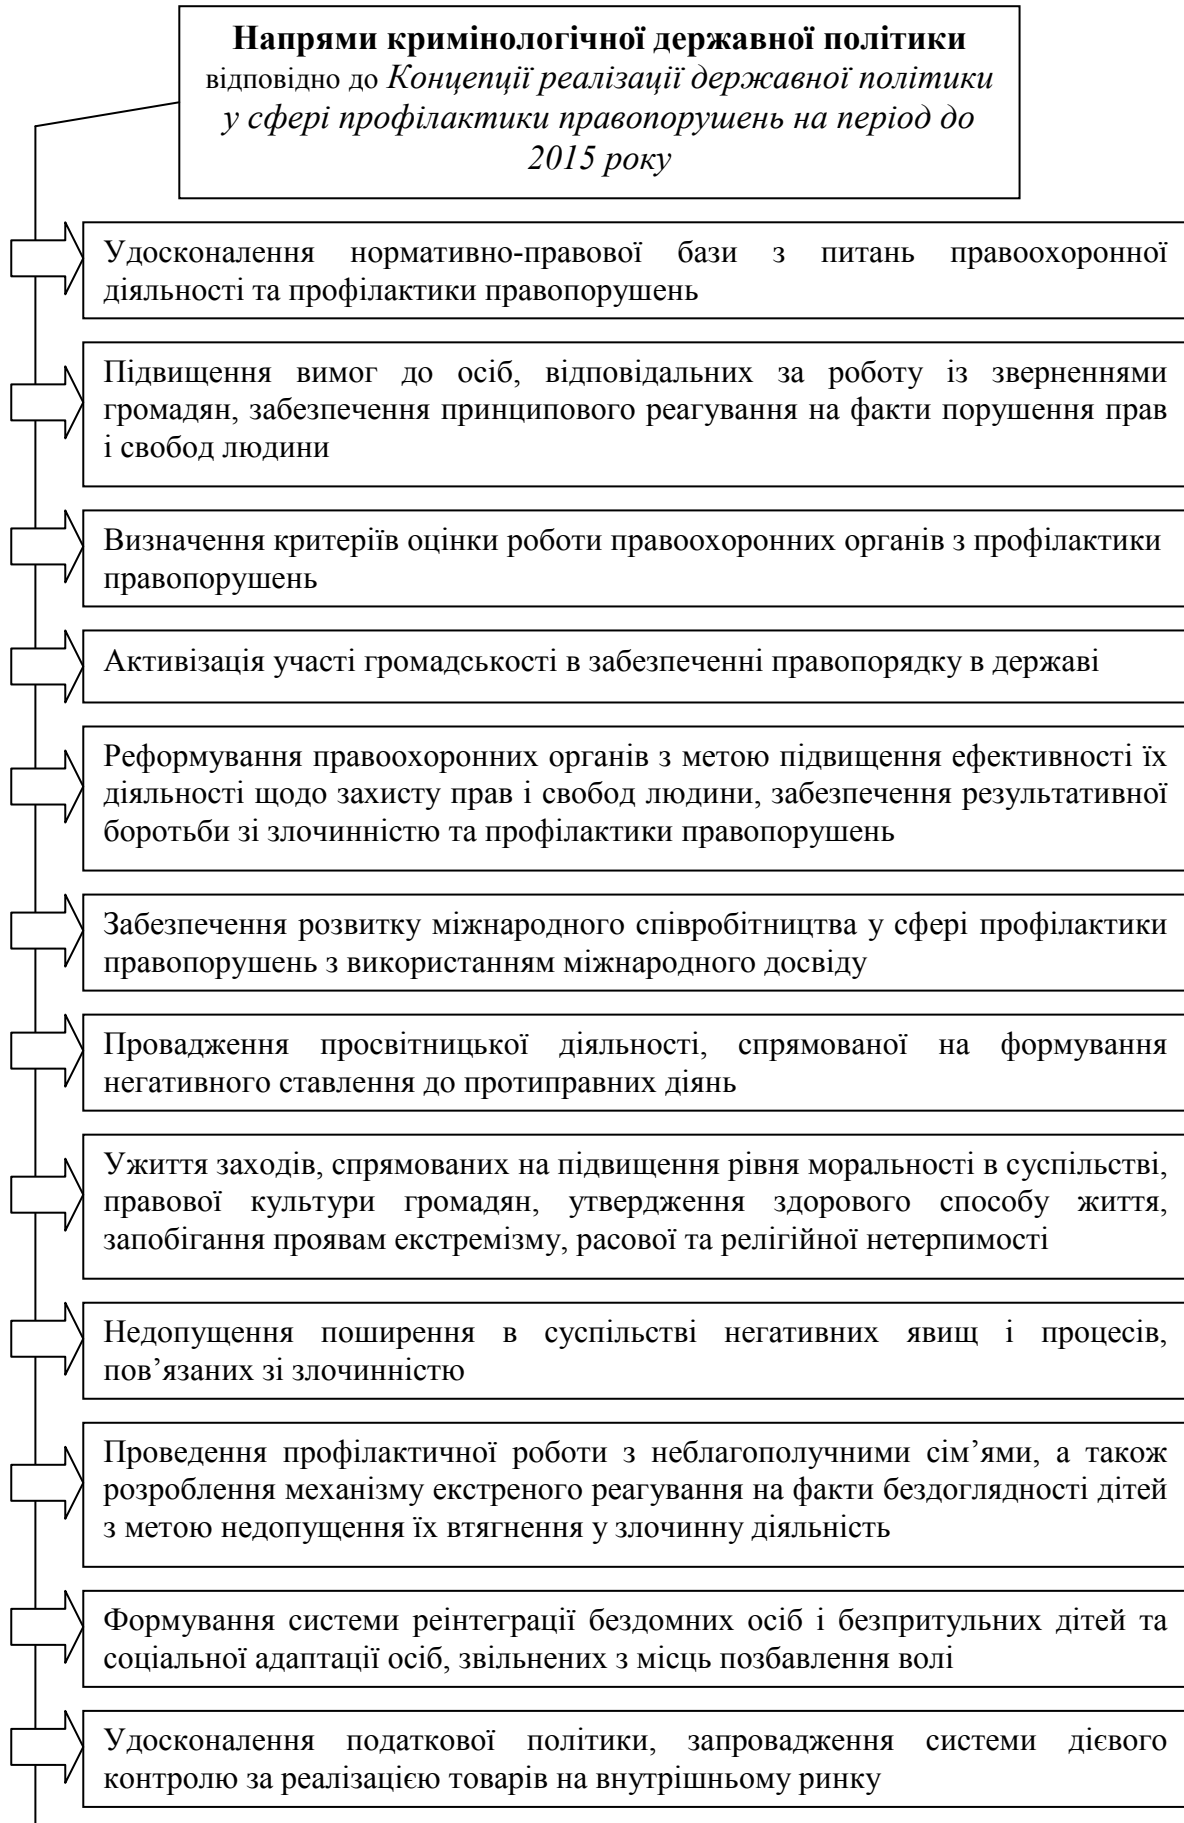 Напрями кримінологічної державної політики
відповідно до Концепції реалізації державної політики
у сфері профілактики правопорушень на період до
2015 року
Удосконалення нормативно-правової бази з питань правоохоронної
діяльності та профілактики правопорушень
Підвищення вимог до осіб, відповідальних за роботу із зверненнями
громадян, забезпечення принципового реагування на факти порушення прав
і свобод людини
Визначення критеріїв оцінки роботи правоохоронних органів з профілактики
правопорушень
Активізація участі громадськості в забезпеченні правопорядку в державі
Реформування правоохоронних органів з метою підвищення ефективності їх
діяльності щодо захисту прав і свобод людини, забезпечення результативної
боротьби зі злочинністю та профілактики правопорушень
Забезпечення розвитку міжнародного співробітництва у сфері профілактики
правопорушень з використанням міжнародного досвіду
Провадження просвітницької діяльності, спрямованої на формування
негативного ставлення до протиправних діянь
Ужиття заходів, спрямованих на підвищення рівня моральності в суспільстві,
правової культури громадян, утвердження здорового способу життя,
запобігання проявам екстремізму, расової та релігійної нетерпимості
Недопущення поширення в суспільстві негативних явищ і процесів,
пов’язаних зі злочинністю
Проведення профілактичної роботи з неблагополучними сім’ями, а також
розроблення механізму екстреного реагування на факти бездоглядності дітей
з метою недопущення їх втягнення у злочинну діяльність
Формування системи реінтеграції бездомних осіб і безпритульних дітей та
соціальної адаптації осіб, звільнених з місць позбавлення волі
Удосконалення податкової політики, запровадження системи дієвого
контролю за реалізацією товарів на внутрішньому ринку